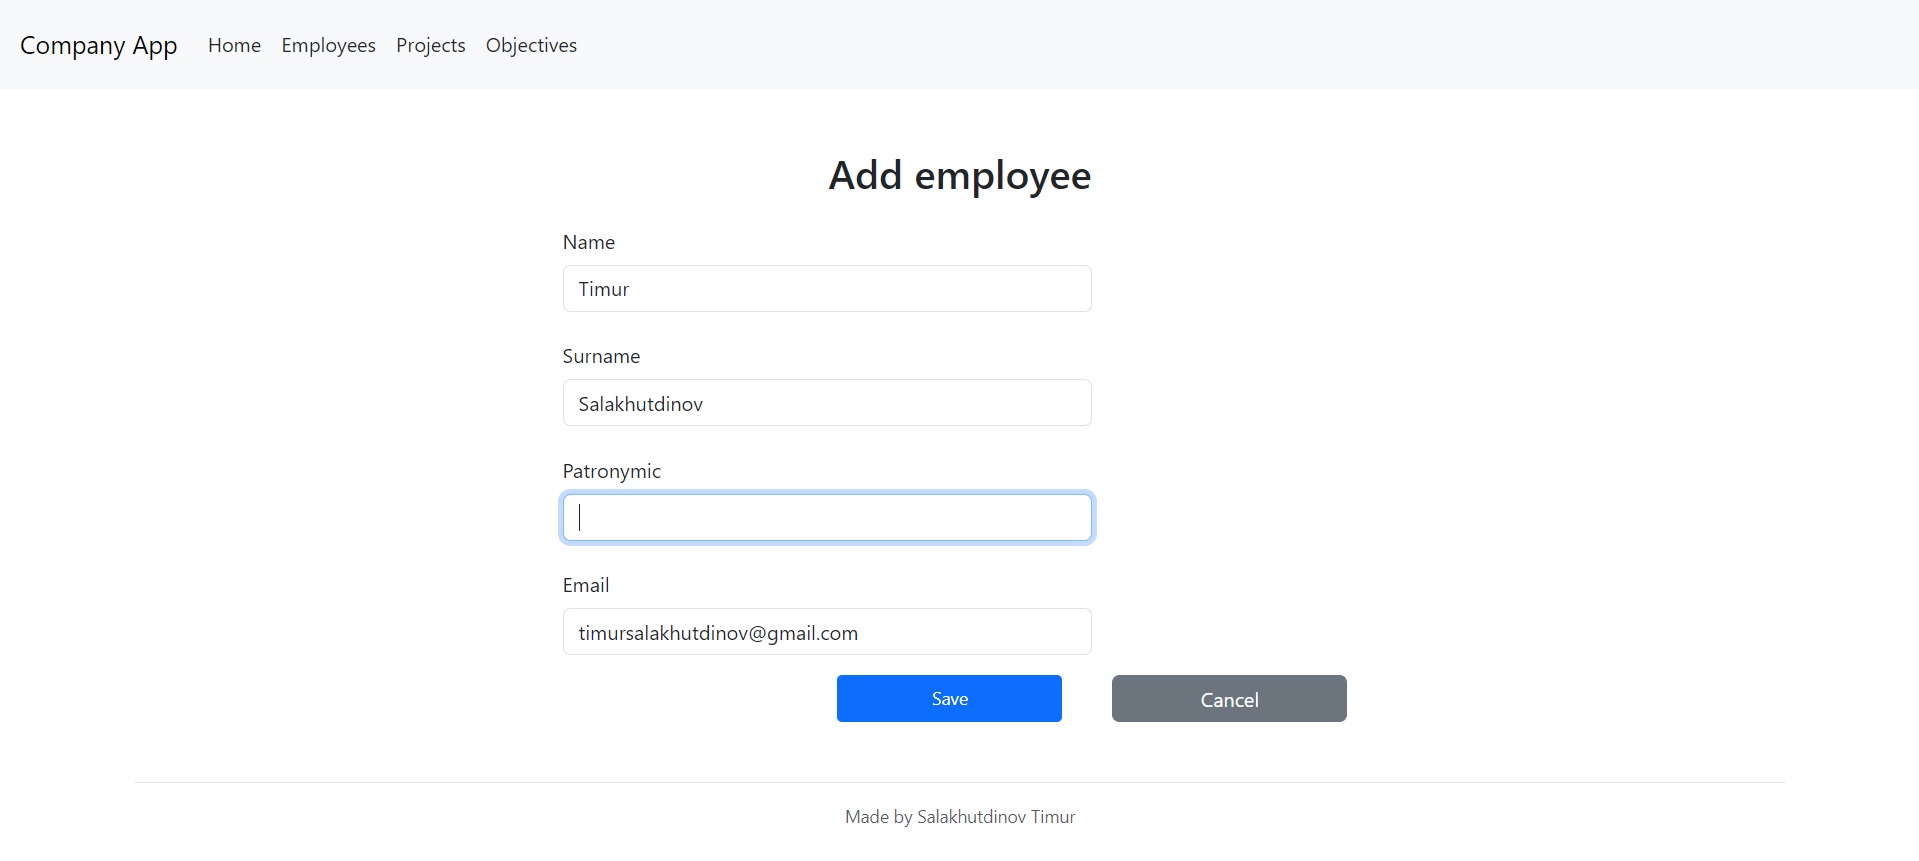 Company App Home Employees Projects Objectives
Add employee
Name
Timur
Surname
Salakhutdinov
Patronymic
Email
timursalakhutdinov@gmail.com
Save Cancel
Made by Salakhutdinov Timur